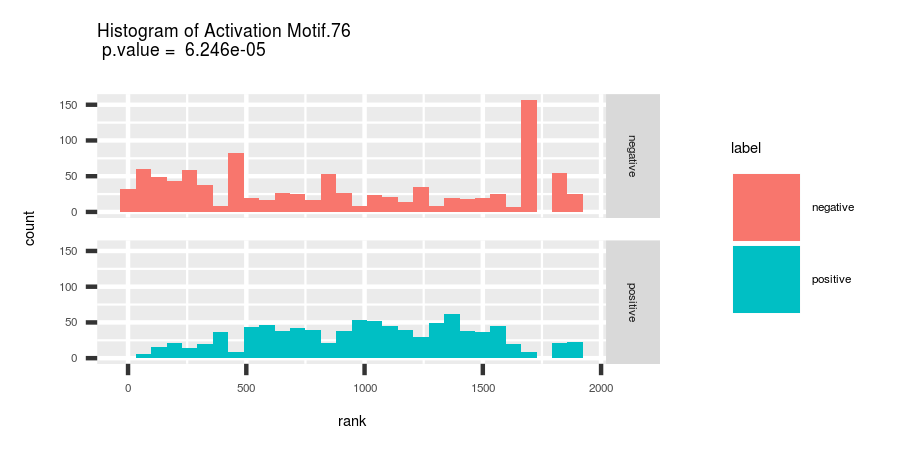 Histogram of Activation Motif.76
p.value = 6.246e-05
150
100
50
0
negative
150
100
50
0
positive
0
500
1000
1500
2000
rank
count
label
negative
positive